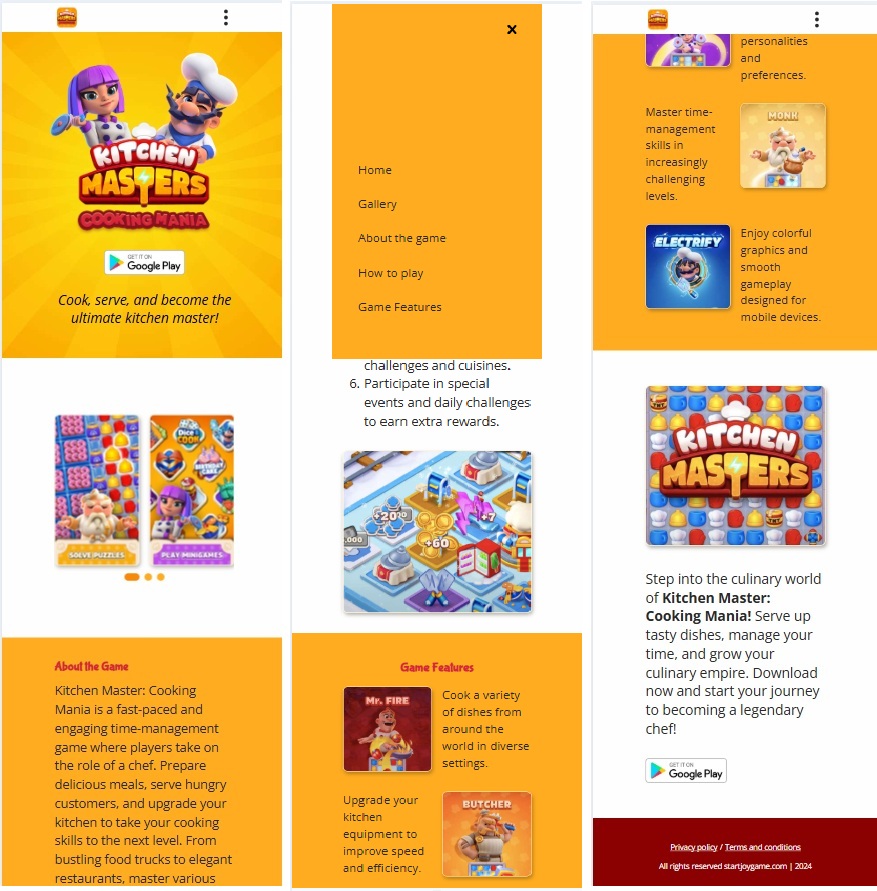 KITCHEN
MASTERS
COOKING MANIA
GET IT ON
Google Play
Cook, serve, and become the
ultimate kitchen master!
SOLVE PUZZLES
Dice &
COOK
BIRTHDAY
CAKE
PLAY MINIGAMES
About the Game
Kitchen Master: Cooking
Mania is a fast-paced and
engaging time-management
game where players take on
the role of a chef. Prepare
delicious meals, serve hungry
customers, and upgrade your
kitchen to take your cooking
skills to the next level. From
bustling food trucks to elegant
restaurants, master various
Home
Gallery
About the game
How to play
Game Features
challenges and cuisines.
6. Participate in special
events and daily challenges
to earn extra rewards.
+7
+60
Game Features
Mr. FIRE
Cook a variety
of dishes from
around the
world in diverse
settings.
Upgrade your
kitchen
equipment to
improve speed
and efficiency.
BUTCHER
personalities
and
preferences.
Master time-
management
skills in
increasingly
challenging
levels.
MONK
ELECTRIFY
Enjoy colorful
graphics and
smooth
gameplay
designed for
mobile devices.
KITCHEN
MASTERS
Step into the culinary world
of Kitchen Master:
Cooking Mania! Serve up
tasty dishes, manage your
time, and grow your
culinary empire. Download
now and start your journey
to becoming a legendary
chef!
GET IT ON
Google Play
Privacy policy / Terms and conditions
All rights reserved startjoygame.com | 2024